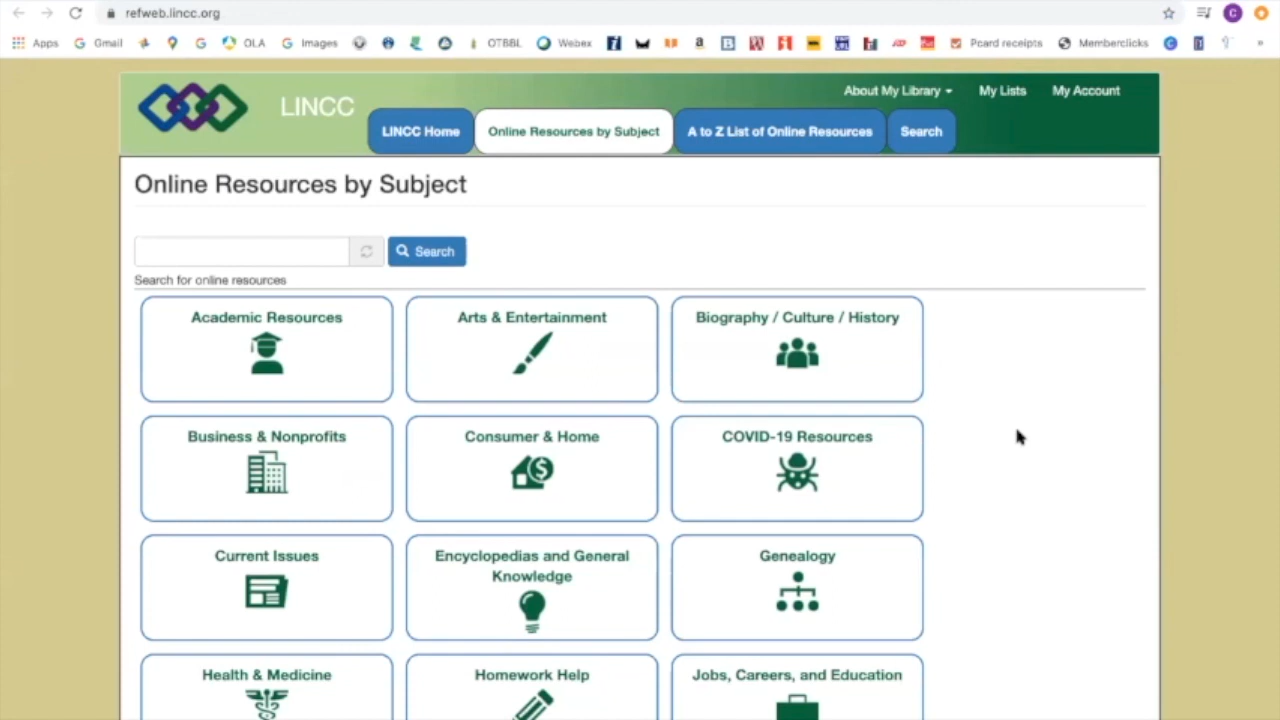 refweb.lincc.org
C
Apps
Gmail
OLA
Images
OTBBL
Webex
Pcard receipts
Memberclicks
»
LINCC
About My Library
My Lists
My Account
LINCC Home
Online Resources by Subject
A to Z List of Online Resources
Search
Online Resources by Subject
Search
Search for online resources
Academic Resources
Arts & Entertainment
Biography / Culture / History
Business & Nonprofits
Consumer & Home
COVID-19 Resources
Current Issues
Encyclopedias and General
Knowledge
Genealogy
Health & Medicine
Homework Help
Jobs, Careers, and Education